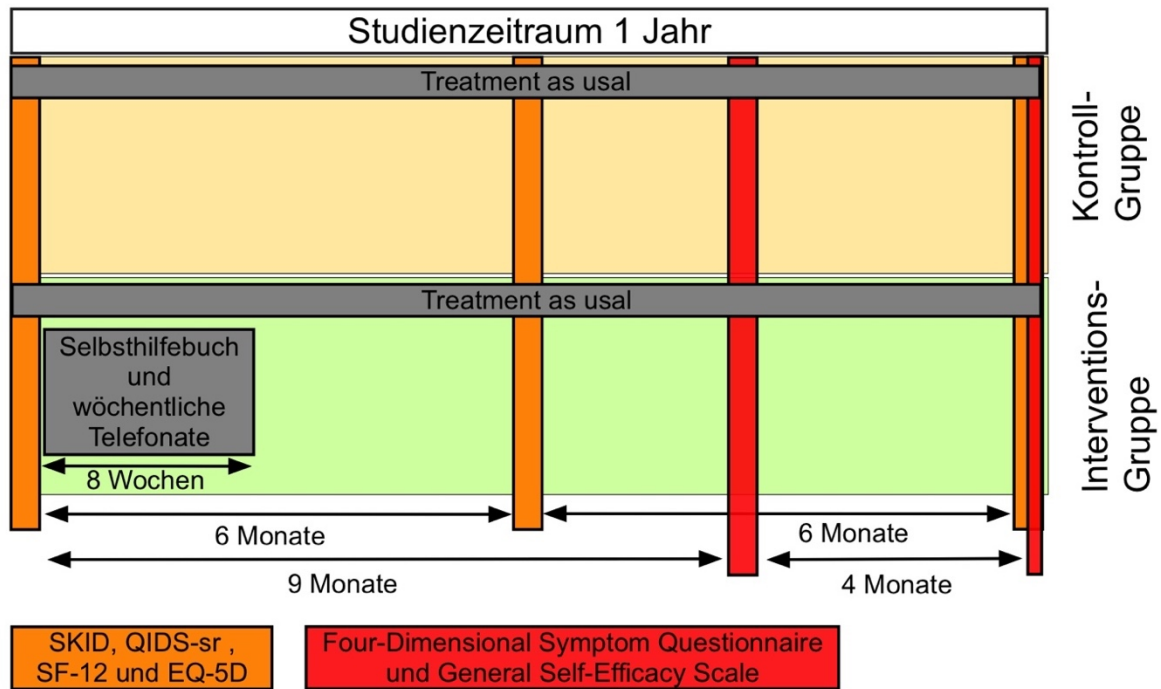 Studienzeitraum 1 Jahr
Treatment as usal
Kontroll-
Gruppe
Treatment as usal
Selbsthilfebuch
und
wöchentliche
Telefonate
8 Wochen
Interventions-
Gruppe
6 Monate
6 Monate
9 Monate
4 Monate
SKID, QIDS-sr ,
SF-12 und EQ-5D
Four-Dimensional Symptom Questionnaire
und General Self-Efficacy Scale